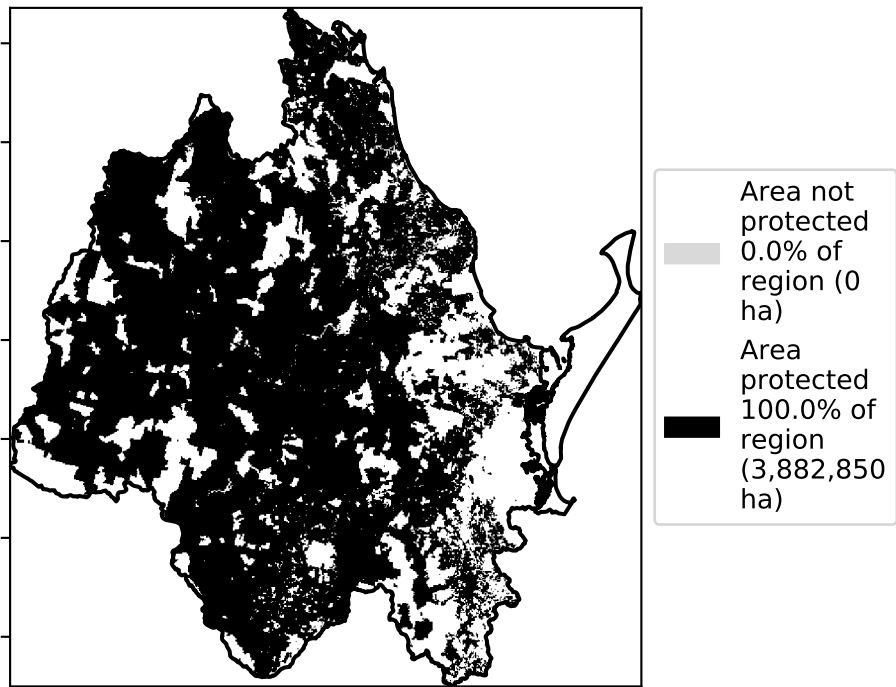 Area not
protected
0.0% of
region (0
ha)
Area
protected
100.0% of
region
(3,882,850
ha)